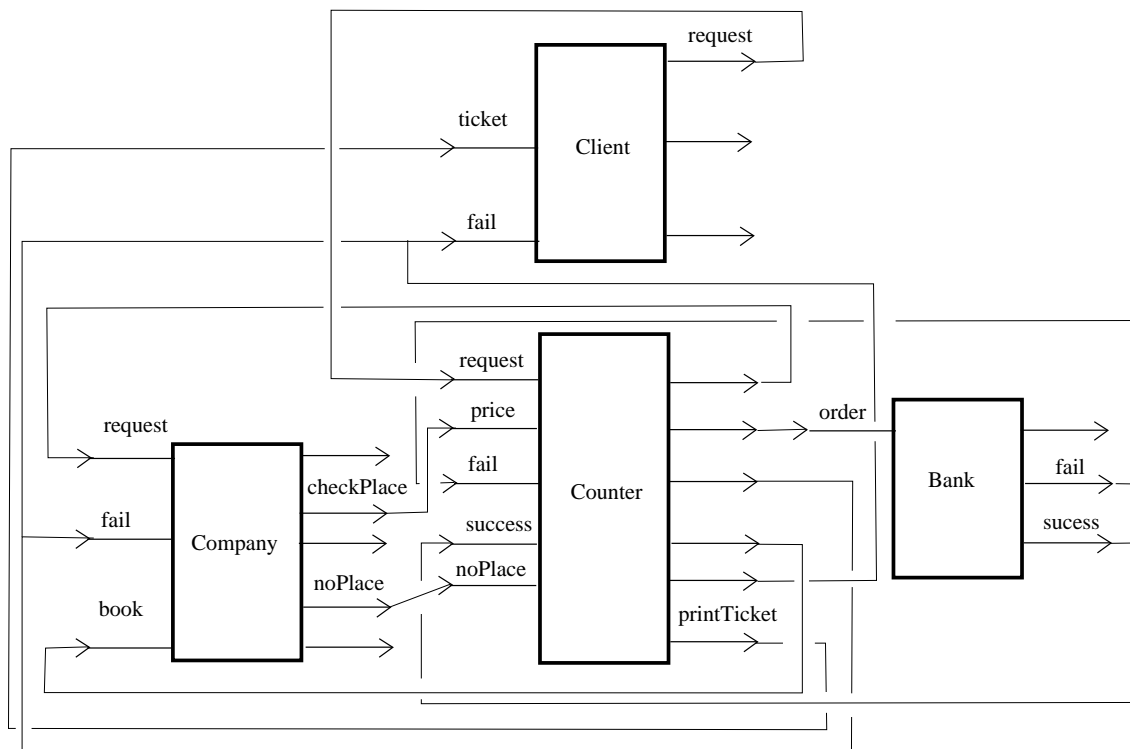 request
ticket
Client
fail
request
price
order
request
fail
Bank
fail
checkPlace
Counter
success
sucess
fail
Company
noPlace
noPlace
book
printTicket